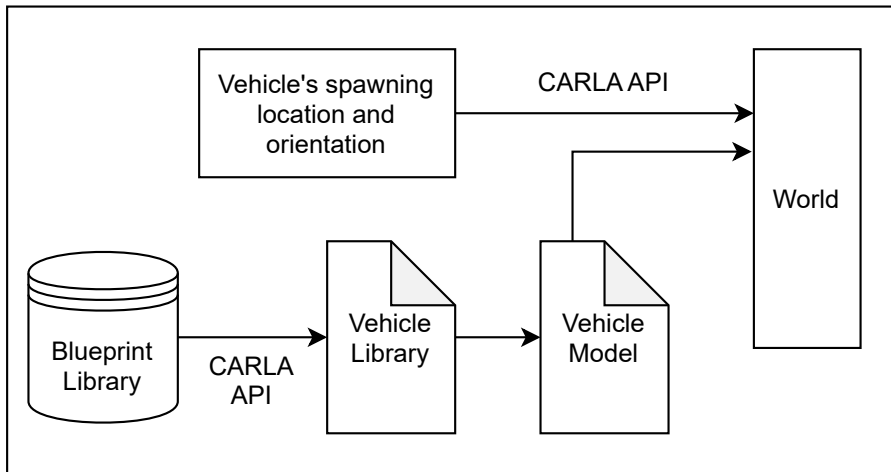 Vehicle's spawning
location and
orientation
CARLA API
World
Blueprint
Library
CARLA
API
Vehicle
Library
Vehicle
Model